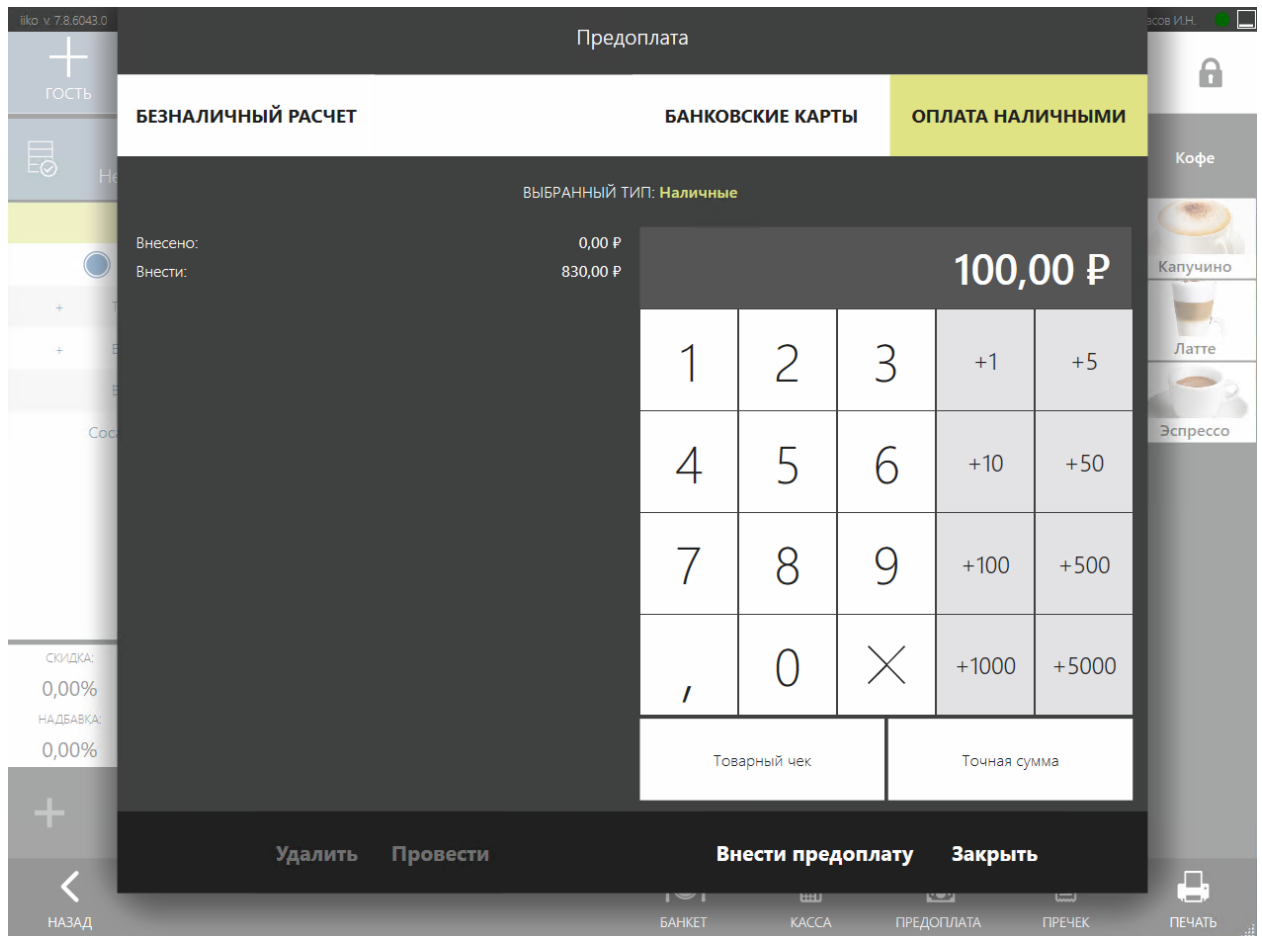 iiko v. 7.8.6043.0
Предоплата
ГОСТЬ
БЕЗНАЛИЧНЫЙ РАСЧЕТ
БАНКОВСКИЕ КАРТЫ
ОПЛАТА НАЛИЧНЫМИ
Кофе
ВЫБРАННЫЙ ТИП: Наличные
Внесено: 0,00 ₽
Внести: 830,00 ₽
100,00 ₽
Капучино
1 2 3 +1 +5
Латте
4 5 6 +10 +50
Эспрессо
7 8 9 +100 +500
, 0 × +1000 +5000
СКИДКА:
0,00%
НАДБАВКА:
0,00%
Товарный чек
Точная сумма
Удалить
Провести
Внести предоплату
Закрыть
НАЗАД
БАНКЕТ
КАССА
ПРЕДОПЛАТА
ПРЕЧЕК
ПЕЧАТЬ